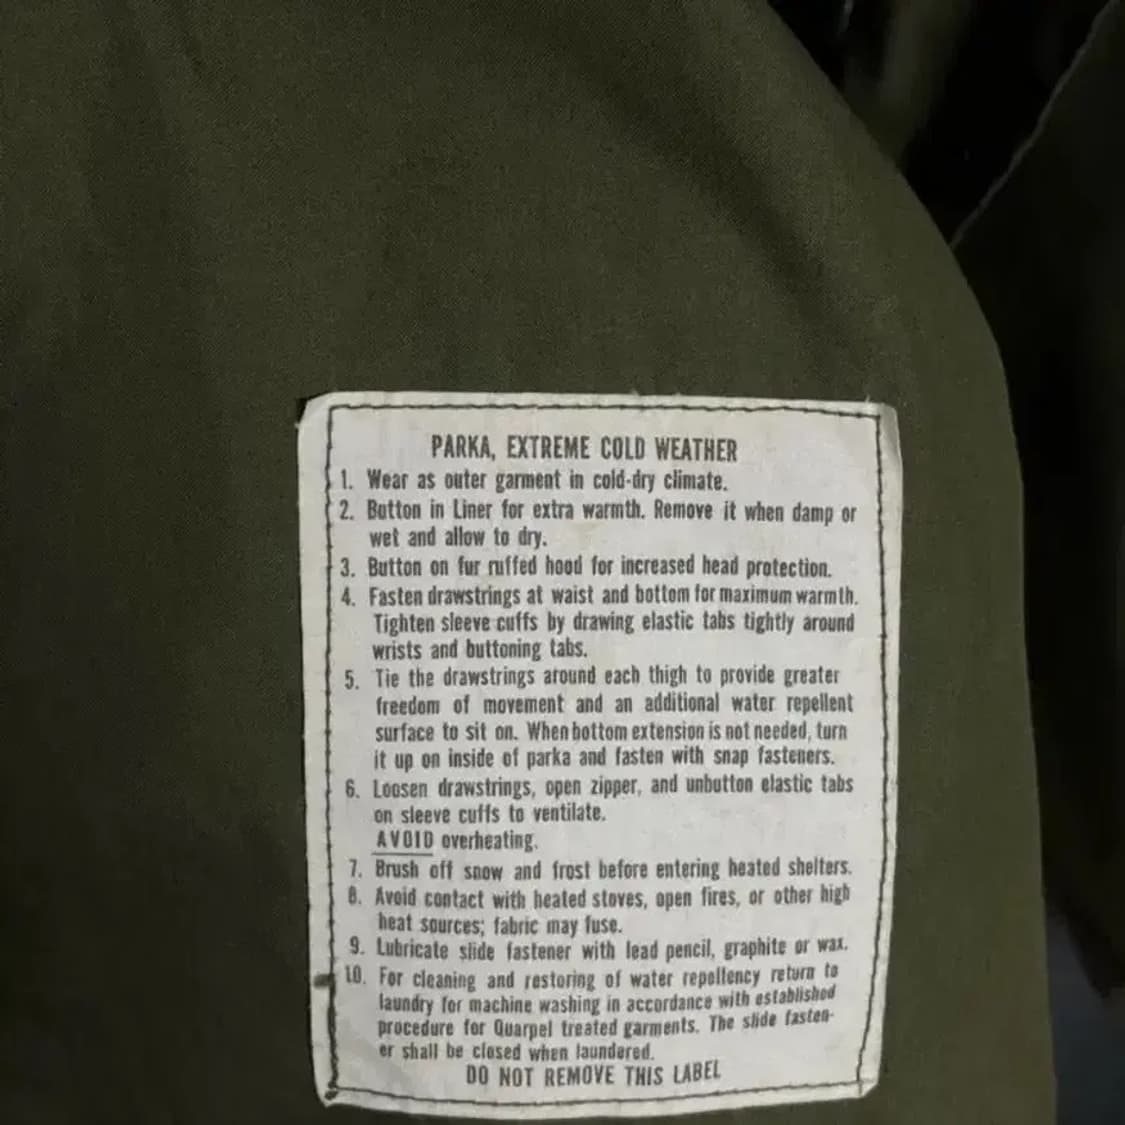 PARKA, EXTREME COLD WEATHER
1. Wear as outer garment in cold-dry climate.
2. Button in Liner for extra warmth. Remove it when damp or
wet and allow to dry.
3. Button on fur ruffed hood for increased head protection.
4. Fasten drawstrings at waist and bottom for maximum warmth.
Tighten sleeve cuffs by drawing elastic tabs tightly around
wrists and buttoning tabs.
5. Tie the drawstrings around each thigh to provide greater
freedom of movement and an additional water repellent
surface to sit on. When bottom extension is not needed, turn
it up on inside of parka and fasten with snap fasteners.
6. Loosen drawstrings, open zipper, and unbutton elastic tabs
on sleeve cuffs to ventilate.
AVOID overheating.
7. Brush off snow and frost before entering heated shelters.
8. Avoid contact with heated stoves, open fires, or other high
heat sources; fabric may fuse.
9. Lubricate slide fastener with lead pencil, graphite or wax.
10. For cleaning and restoring of water repellency return to
laundry for machine washing in accordance with established
procedure for Quarpel treated garments. The slide fasten-
er shall be closed when laundered.
DO NOT REMOVE THIS LABEL